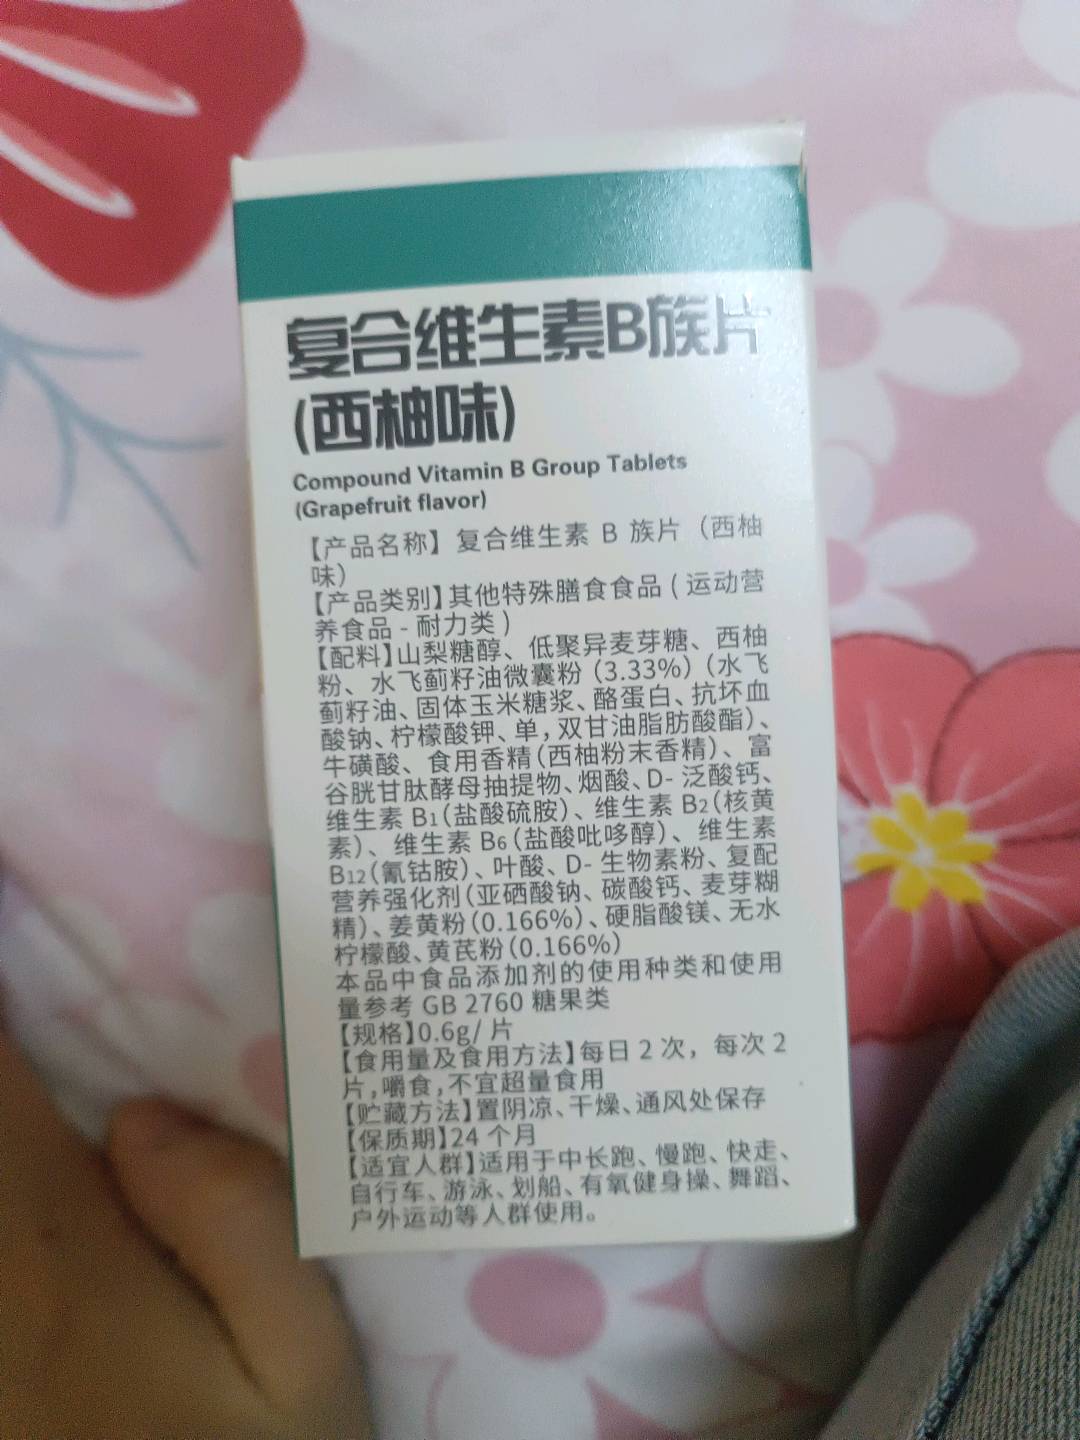 复合维生素B族片
(西柚味)
Compound Vitamin B Group Tablets
(Grapefruit flavor)
【产品名称】复合维生素 B 族片（西柚
味）
【产品类别】其他特殊膳食食品 ( 运动营
养食品 - 耐力类 )
【配料】山梨糖醇、低聚异麦芽糖、西柚
粉、水飞蓟籽油微囊粉（3.33%）（水飞
蓟籽油、固体玉米糖浆、酪蛋白、抗坏血
酸钠、柠檬酸钾、单，双甘油脂肪酸酯）、
牛磺酸、食用香精（西柚粉末香精）、富
谷胱甘肽酵母抽提物、烟酸、D- 泛酸钙、
维生素 B1（盐酸硫胺）、维生素 B2（核黄
素）、维生素 B6（盐酸吡哆醇）、维生素
B12（氰钴胺）、叶酸、D- 生物素粉、复配
营养强化剂（亚硒酸钠、碳酸钙、麦芽糊
精）、姜黄粉（0.166%）、硬脂酸镁、无水
柠檬酸、黄芪粉（0.166%）
本品中食品添加剂的使用种类和使用
量参考 GB 2760 糖果类
【规格】0.6g/ 片
【食用量及食用方法】每日 2 次，每次 2
片，嚼食，不宜超量食用
【贮藏方法】置阴凉、干燥、通风处保存
【保质期】24 个月
【适宜人群】适用于中长跑、慢跑、快走、
自行车、游泳、划船、有氧健身操、舞蹈、
户外运动等人群使用。